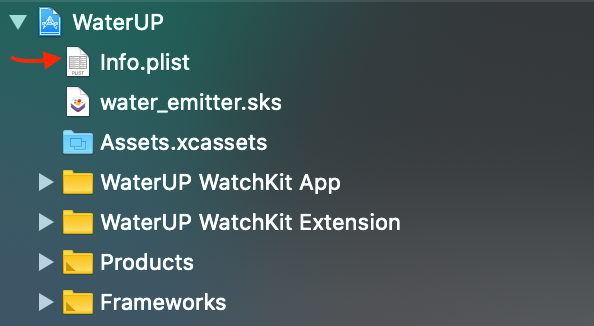 WaterUP
Info.plist
water_emitter.sks
Assets.xcassets
WaterUP WatchKit App
WaterUP WatchKit Extension
Products
Frameworks